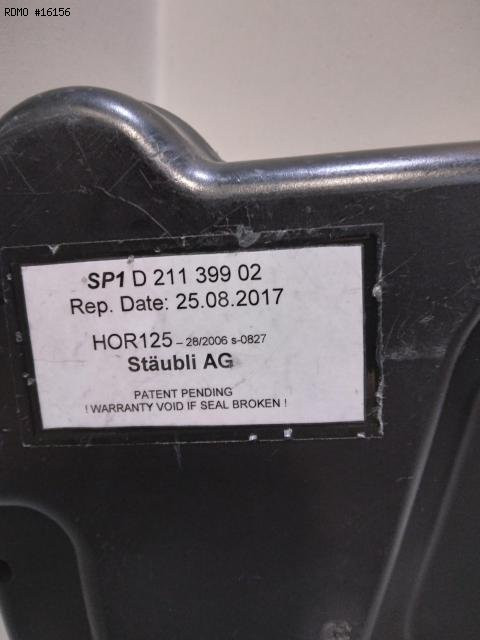 RDMO #16156
SP1 D 211 399 02
Rep. Date: 25.08.2017
HOR125 – 28/2006 s-0827
Stäubli AG
PATENT PENDING
! WARRANTY VOID IF SEAL BROKEN !